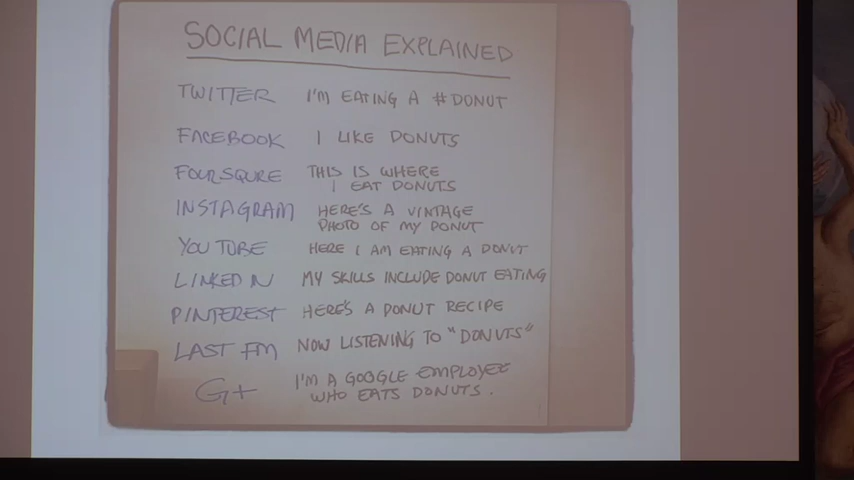 SOCIAL MEDIA EXPLAINED
TWITTER I'M EATING A #DONUT
FACEBOOK I LIKE DONUTS
FOURSQURE THIS IS WHERE
I EAT DONUTS
INSTAGRAM HERE'S A VINTAGE
PHOTO OF MY DONUT
YOU TUBE HERE I AM EATING A DONUT
LINKED IN MY SKILLS INCLUDE DONUT EATING
PINTEREST HERE'S A DONUT RECIPE
LAST FM NOW LISTENING TO "DONUTS"
G+ I'M A GOOGLE EMPLOYEE
WHO EATS DONUTS.